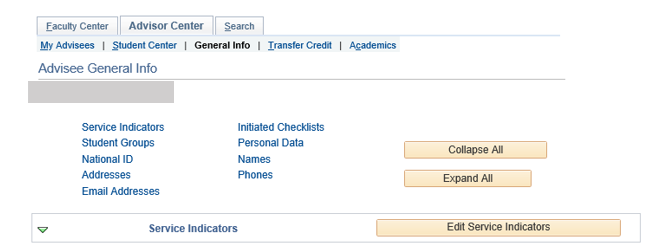 Faculty Center Advisor Center Search
My Advisees | Student Center | General Info | Transfer Credit | Academics
Advisee General Info
Service Indicators Initiated Checklists
Student Groups Personal Data
National ID Names
Addresses Phones
Email Addresses
Collapse All
Expand All
Service Indicators Edit Service Indicators